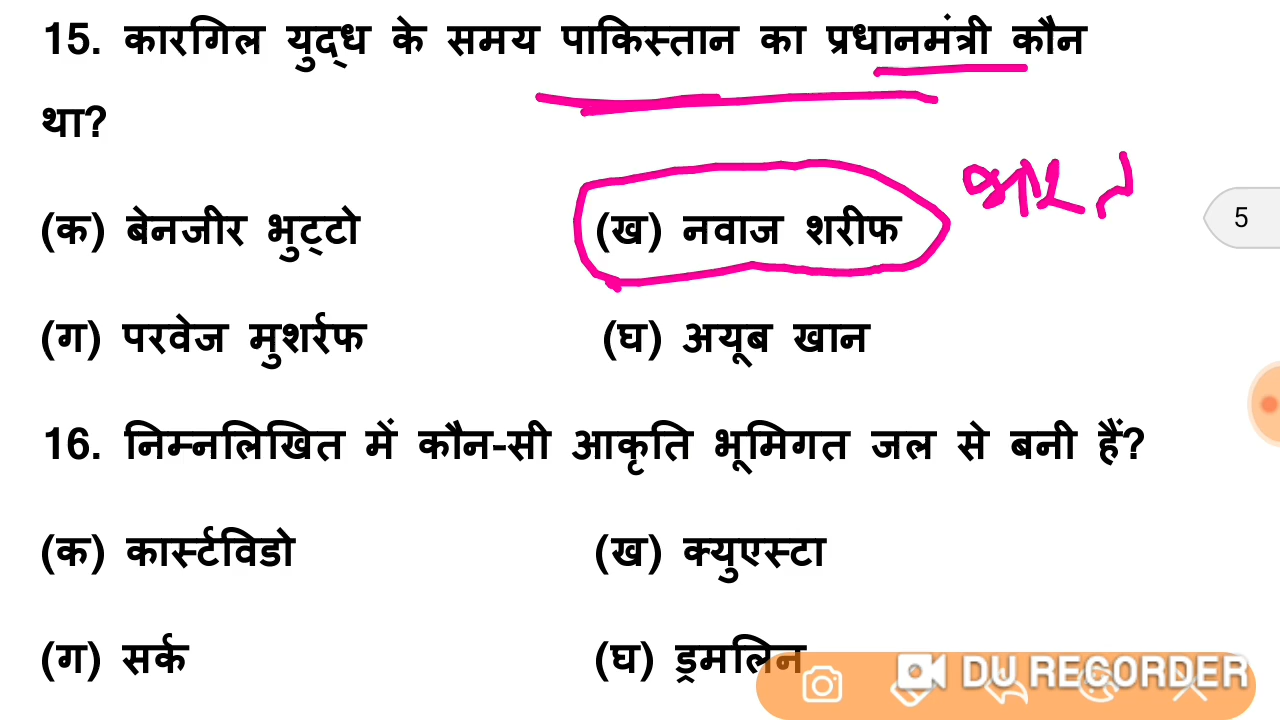 15. कारगिल युद्ध के समय पाकिस्तान का प्रधानमंत्री कौन
था?
भारत
(क) बेनजीर भुट्टो (ख) नवाज शरीफ
5
(ग) परवेज मुशर्रफ (घ) अयूब खान
16. निम्नलिखित में कौन-सी आकृति भूमिगत जल से बनी हैं?
(क) कार्स्टविडो (ख) क्युएस्टा
(ग) सर्क (घ) ड्रमलिन
DU RECORDER